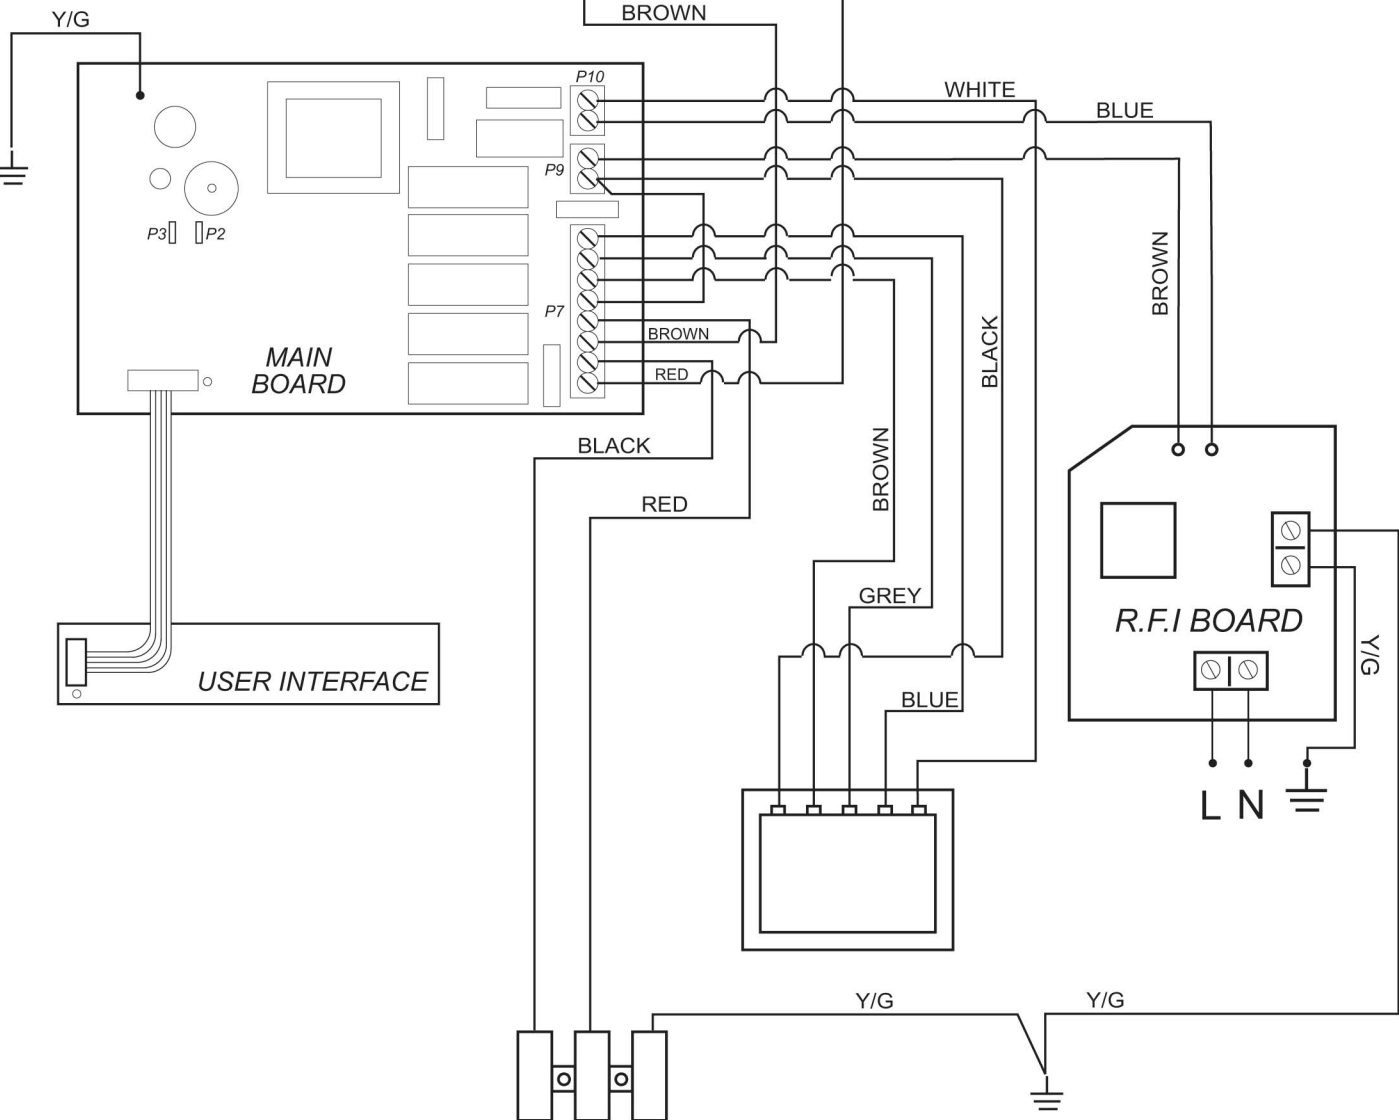 Y/G
BROWN
P10
WHITE
BLUE
P9
P3
P2
BROWN
P7
BROWN
BLACK
MAIN
BOARD
RED
BLACK
BROWN
RED
GREY
R.F.I BOARD
Y/G
USER INTERFACE
BLUE
L N
Y/G
Y/G